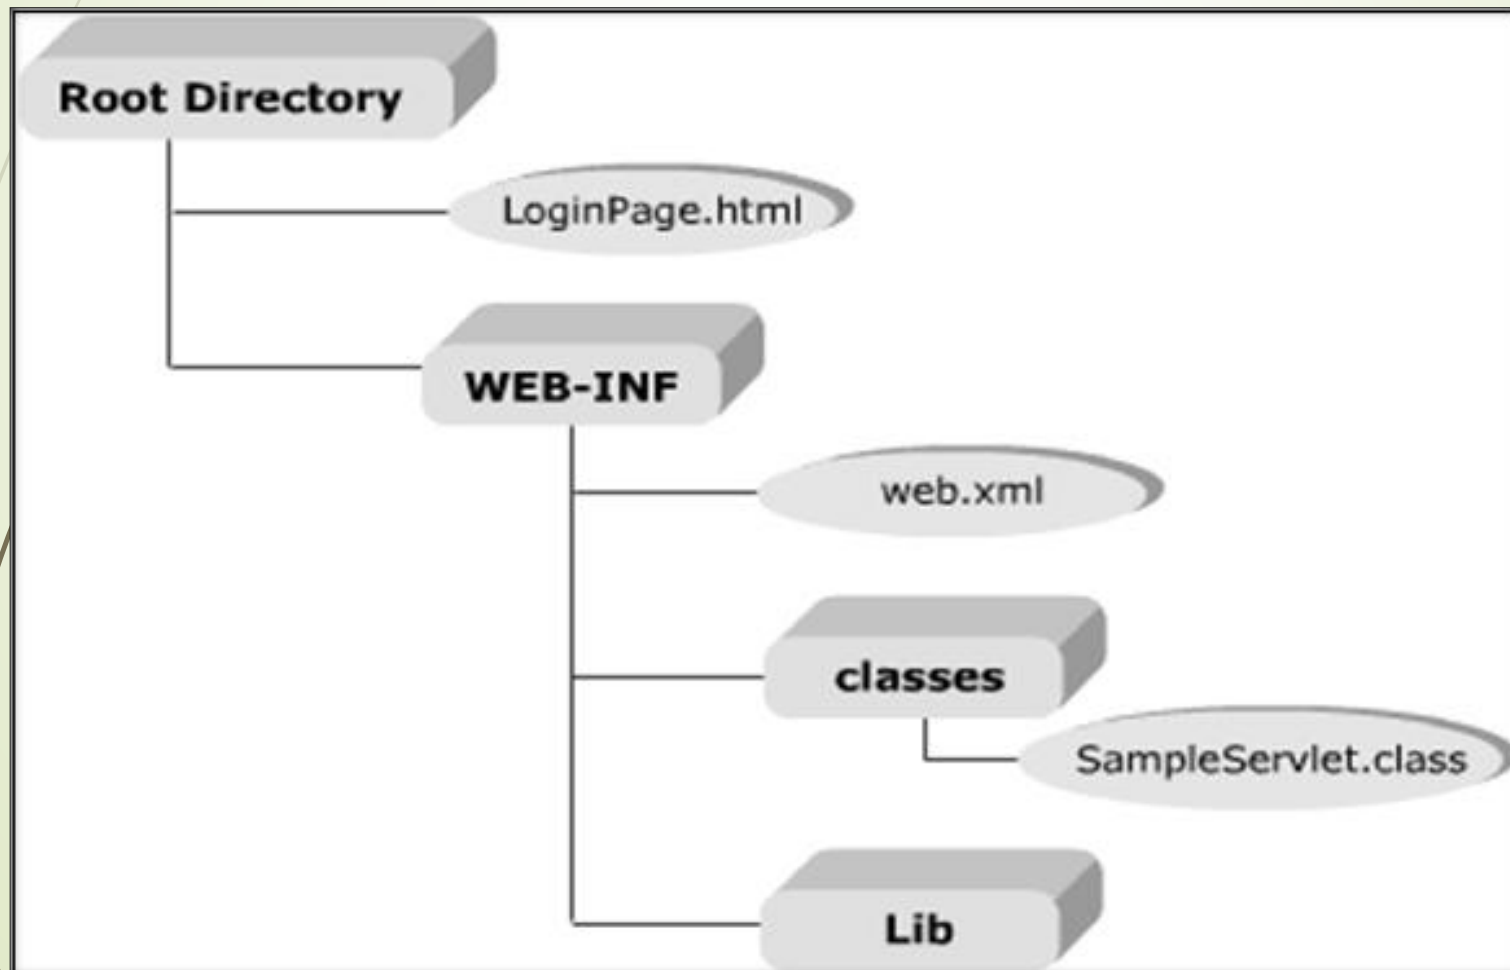 Root Directory
LoginPage.html
WEB-INF
web.xml
classes
SampleServlet.class
Lib